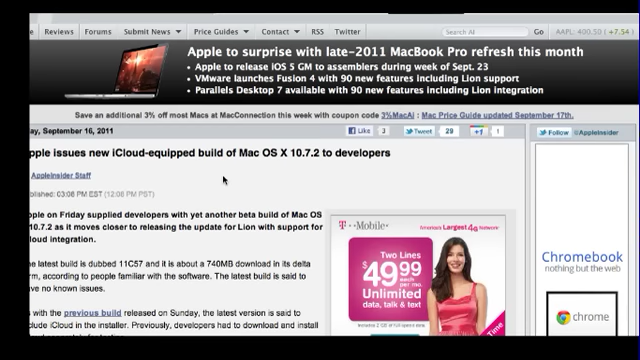 e Reviews Forums Submit News Price Guides Contact RSS Twitter Search AI Go AAPL: 400.50 ( +7.54 )
Apple to surprise with late-2011 MacBook Pro refresh this month
• Apple to release iOS 5 GM to assemblers during week of Sept. 23
• VMware launches Fusion 4 with 90 new features including Lion support
• Parallels Desktop 7 available with 90 new features including Lion integration
Save an additional 3% off most Macs at MacConnection this week with coupon code 3%MacAI : Mac Price Guide updated September 17th.
ay, September 16, 2011 Like 3 Tweet 29 +1 Follow @AppleInsider
pple issues new iCloud-equipped build of Mac OS X 10.7.2 to developers
AppleInsider Staff
blished: 03:08 PM EST (12:08 PM PST)
pple on Friday supplied developers with yet another beta build of Mac OS
10.7.2 as it moves closer to releasing the update for Lion with support for
loud integration.
he latest build is dubbed 11C57 and it is about a 740MB download in its delta
rm, according to people familiar with the software. The latest build is said to
ve no known issues.
s with the previous build released on Sunday, the latest version is said to
clude iCloud in the installer. Previously, developers had to download and install
T-Mobile America's Largest 4G Network
Two Lines
$49.99
each per mo.
Unlimited
data, talk & text
Time
Chromebook
nothing but the web
chrome